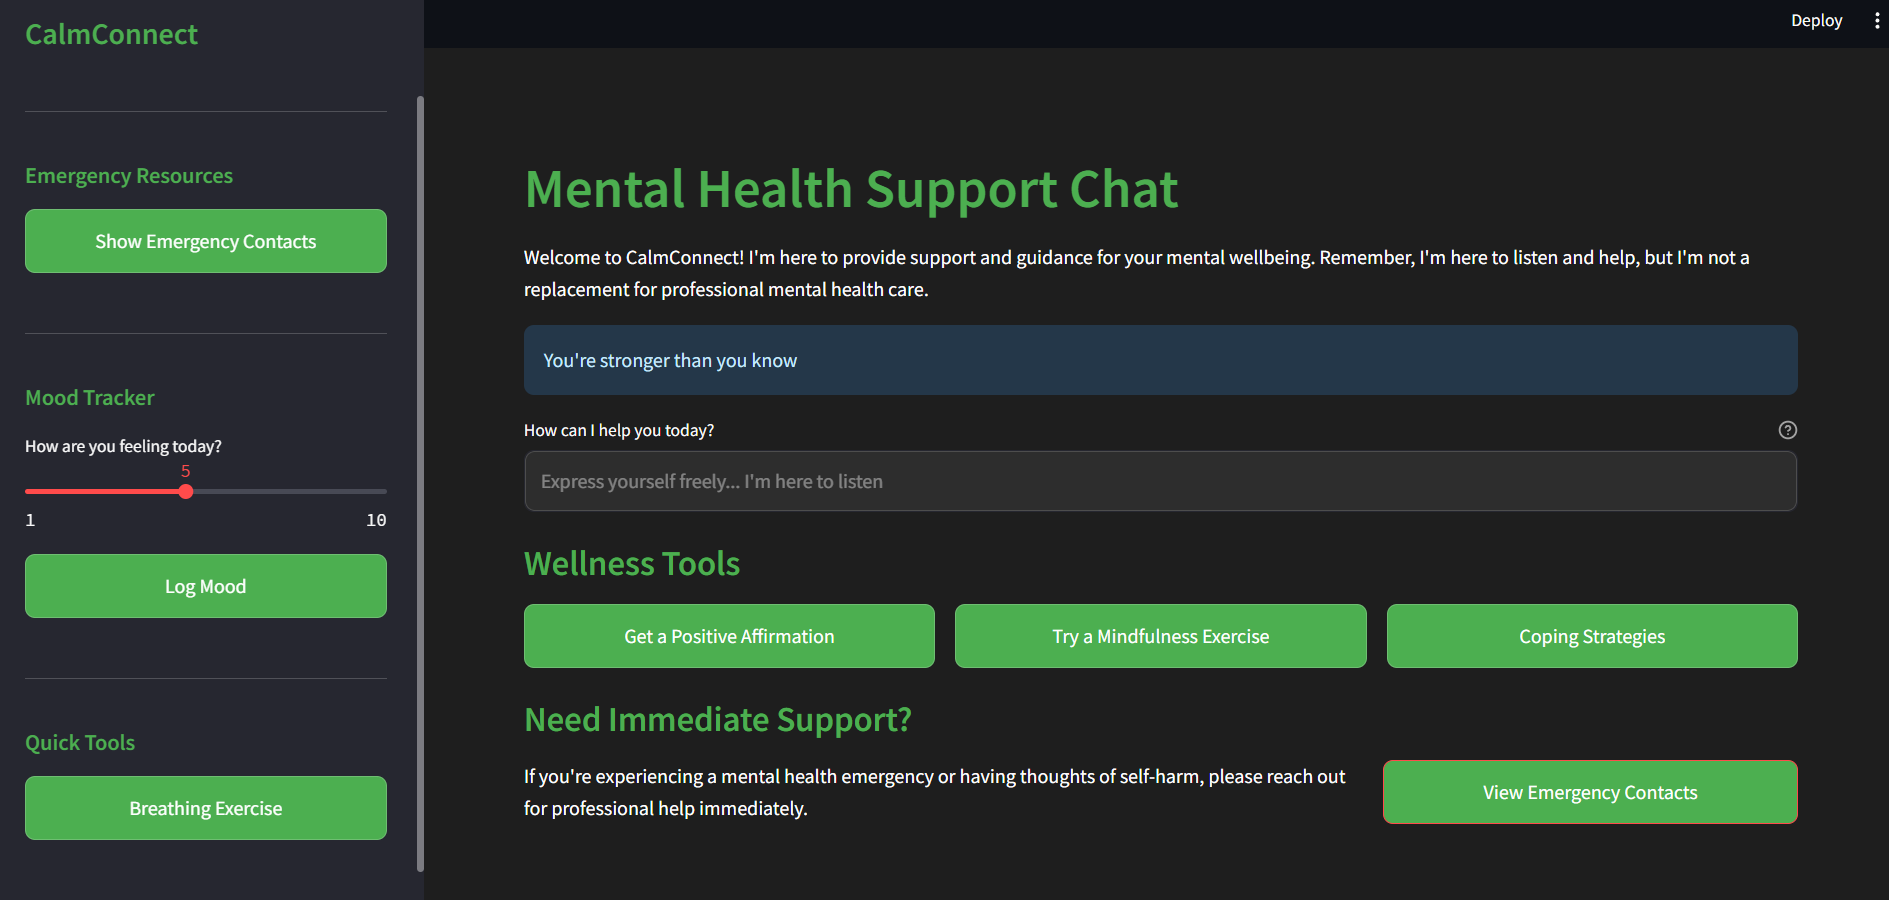 CalmConnect
Emergency Resources
Show Emergency Contacts
Mood Tracker
How are you feeling today?
5
1 10
Log Mood
Quick Tools
Breathing Exercise
Deploy
Mental Health Support Chat
Welcome to CalmConnect! I'm here to provide support and guidance for your mental wellbeing. Remember, I'm here to listen and help, but I'm not a
replacement for professional mental health care.
You're stronger than you know
How can I help you today?
Express yourself freely... I'm here to listen
Wellness Tools
Get a Positive Affirmation Try a Mindfulness Exercise Coping Strategies
Need Immediate Support?
If you're experiencing a mental health emergency or having thoughts of self-harm, please reach out
for professional help immediately.
View Emergency Contacts